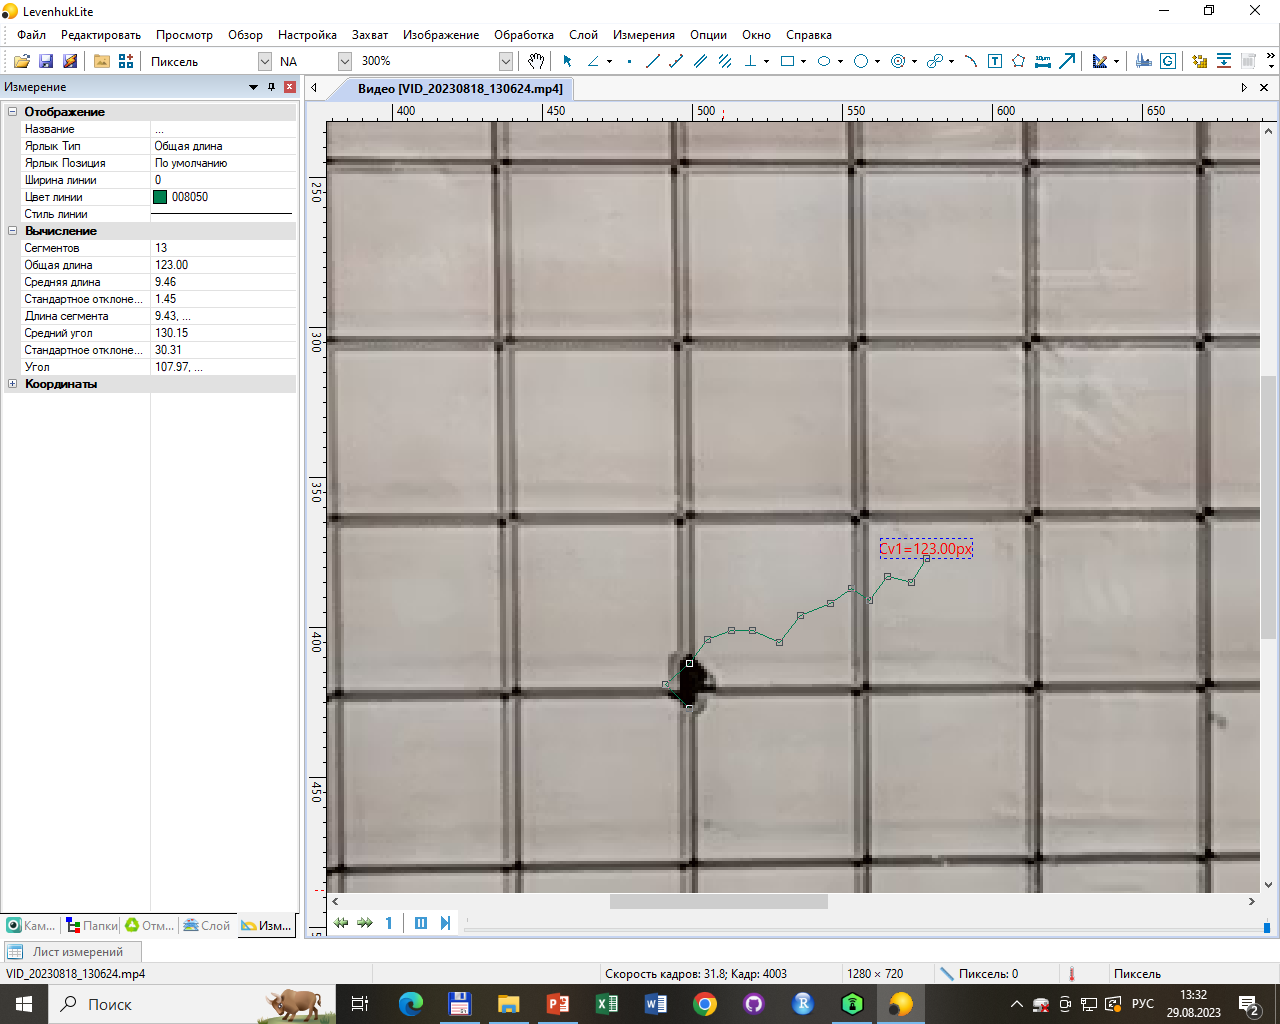 LevenhukLite
Файл Редактировать Просмотр Обзор Настройка Захват Изображение Обработка Слой Измерения Опции Окно Справка
Пиксель NA 300%
Измерение
Видео [VID_20230818_130624.mp4]
Отображение
Название ...
Ярлык Тип Общая длина
Ярлык Позиция По умолчанию
Ширина линии 0
Цвет линии 008050
Стиль линии
Вычисление
Сегментов 13
Общая длина 123.00
Средняя длина 9.46
Стандартное отклоне... 1.45
Длина сегмента 9.43, ...
Средний угол 130.15
Стандартное отклоне... 30.31
Угол 107.97, ...
Координаты
400 450 500 550 600 650
250
300
350
400
450
Cv1=123.00px
1
Кам... Папки Отм... Слой Изм...
Лист измерений
VID_20230818_130624.mp4 Скорость кадров: 31.8; Кадр: 4003 1280 × 720 Пиксель: 0 Пиксель
Поиск
РУС
13:32
29.08.2023
2